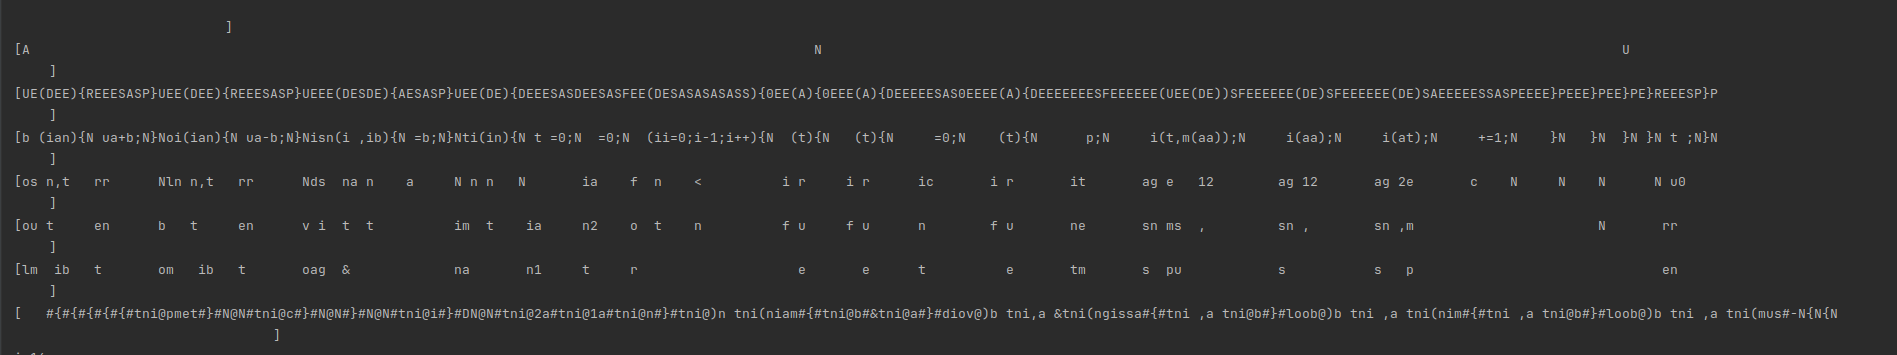 ]
[A N U
]
[UE(DEE){REEESASP}UEE(DEE){REEESASP}UEEE(DESDE){AESASP}UEE(DE){DEEESASDEESASFEE(DESASASASASS){0EE(A){0EEE(A){DEEEEESAS0EEEE(A){DEEEEEEESFEEEEEE(UEE(DE))SFEEEEEE(DE)SFEEEEEE(DE)SAEEEEESSASPEEEE}PEEE}PEE}PE}REEESP}P
]
[b (ian){N ua+b;N}Noi(ian){N ua-b;N}Nisn(i ,ib){N =b;N}Nti(in){N t =0;N =0;N (ii=0;i-1;i++){N (t){N (t){N =0;N (t){N p;N i(t,m(aa));N i(aa);N i(at);N +=1;N }N }N }N }N t ;N}N
]
[os n,t rr Nln n,t rr Nds na n a N n n N ia f n < i r i r ic i r it ag e 12 ag 12 ag 2e c N N N N u0
]
[ou t en b t en v i t t im t ia n2 o t n f u f u n f u ne sn ms , sn , sn ,m N rr
]
[lm ib t om ib t oag & na n1 t r e e t e tm s pu s s p en
]
[ #{#{#{#{#{#tni@pmet#}#N@N#tni@c#}#N@N#}#N@N#tni@i#}#DN@N#tni@2a#tni@1a#tni@n#}#tni@)n tni(niam#{#tni@b#&tni@a#}#diov@)b tni,a &tni(ngissa#{#tni ,a tni@b#}#loob@)b tni ,a tni(nim#{#tni ,a tni@b#}#loob@)b tni ,a tni(mus#-N{N{N
]